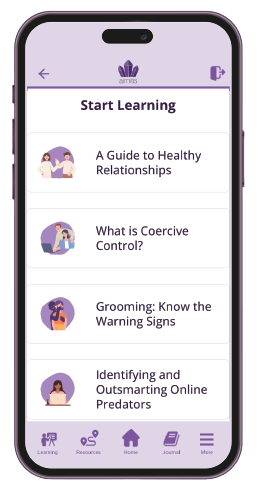 aimee
Start Learning
A Guide to Healthy
Relationships
What is Coercive
Control?
Grooming: Know the
Warning Signs
Identifying and
Outsmarting Online
Predators
Learning
Resources
Home
Journal
More